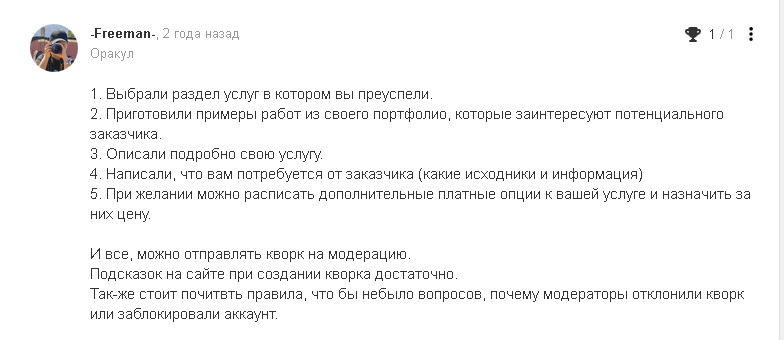 -Freeman-, 2 года назад
1 / 1
Оракул
1. Выбрали раздел услуг в котором вы преуспели.
2. Приготовили примеры работ из своего портфолио, которые заинтересуют потенциального
заказчика.
3. Описали подробно свою услугу.
4. Написали, что вам потребуется от заказчика (какие исходники и информация)
5. При желании можно расписать дополнительные платные опции к вашей услуге и назначить за
них цену.
И все, можно отправлять кворк на модерацию.
Подсказок на сайте при создании кворка достаточно.
Так-же стоит почитвть правила, что бы небыло вопросов, почему модераторы отклонили кворк
или заблокировали аккаунт.